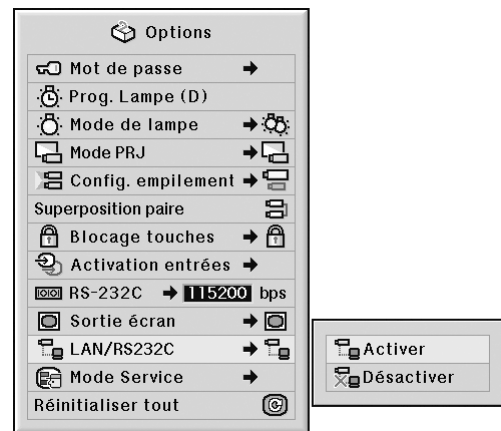 Options
Mot de passe
Prog. Lampe (D)
Mode de lampe
Mode PRJ
Config. empilement
Superposition paire
Blocage touches
Activation entrées
RS-232C 115200 bps
Sortie écran
LAN/RS232C
Activer
Mode Service
Désactiver
Réinitialiser tout